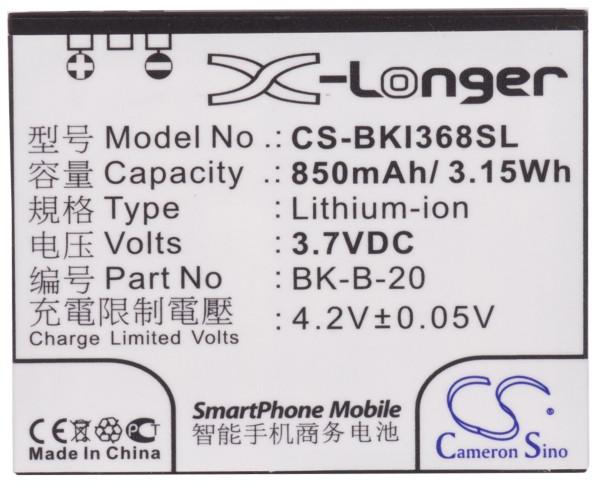 X-Longer
型号 Model No : CS-BKI368SL
容量 Capacity : 850mAh/ 3.15Wh
規格 Type : Lithium-ion
电压 Volts : 3.7VDC
编号 Part No : BK-B-20
充電限制電壓 : 4.2V±0.05V
Charge Limited Volts
SmartPhone Mobile
智能手机商务电池
CE PCT
Made In China
CS
Cameron Sino